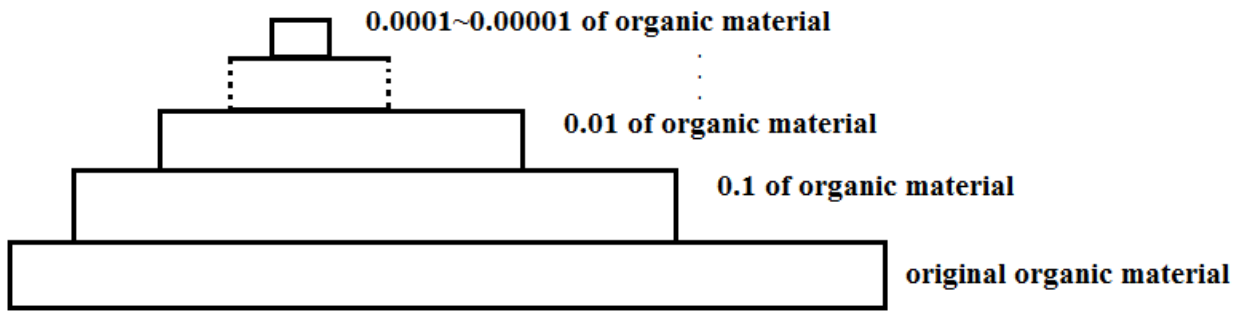 0.0001~0.00001 of organic material
0.01 of organic material
0.1 of organic material
original organic material